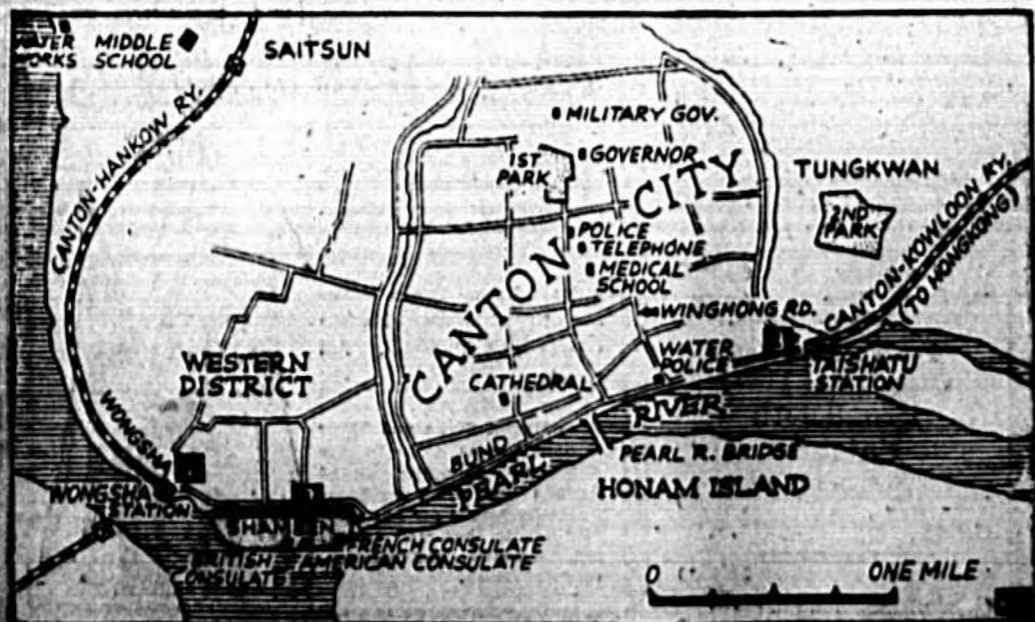 WATER
WORKS
MIDDLE
SCHOOL
SAITSUN
CANTON-HANKOW RY.
MILITARY GOV.
1ST
PARK
GOVERNOR
CANTON CITY
TUNGKWAN
2ND
PARK
POLICE
TELEPHONE
MEDICAL
SCHOOL
CANTON-KOWLOON RY.
(TO HONGKONG)
WINGHONG RD.
WESTERN
DISTRICT
WATER
POLICE
TAISHATU
STATION
CATHEDRAL
WONGSHA
BUND
PEARL RIVER
PEARL R. BRIDGE
HONAM ISLAND
WONGSHA
STATION
SHAMEEN
FRENCH CONSULATE
BRITISH
CONSULATE
AMERICAN CONSULATE
0 ONE MILE